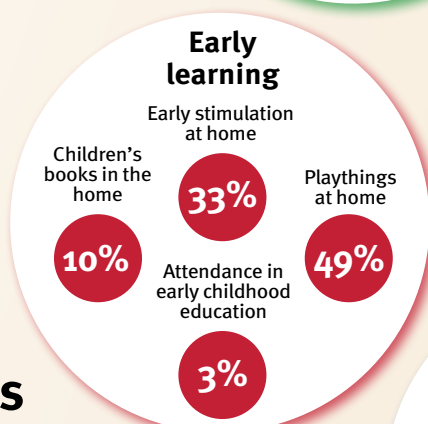 Early
learning
Early stimulation
at home
33%
Children's
books in the
home
10%
Playthings
at home
49%
Attendance in
early childhood
education
3%
s